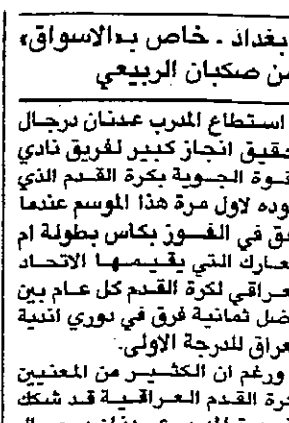 بغداد . خاص بـ«الاسواق»
من صكبان الربيعي
استطاع المدرب عدنان درجال
تحقيق انجاز كبير لفريق نادي
القوة الجوية بكرة القدم الذي
يقوده لاول مرة هذا الموسم عندما
وفق في الفوز بكاس بطولة ام
المعارك التي يقيمها الاتحاد
العراقي لكرة القدم كل عام بين
افضل ثمانية فرق في دوري اندية
العراق للدرجة الاولى.
ورغم ان الكثير من المعنيين
بكرة القدم العراقية قد شكك